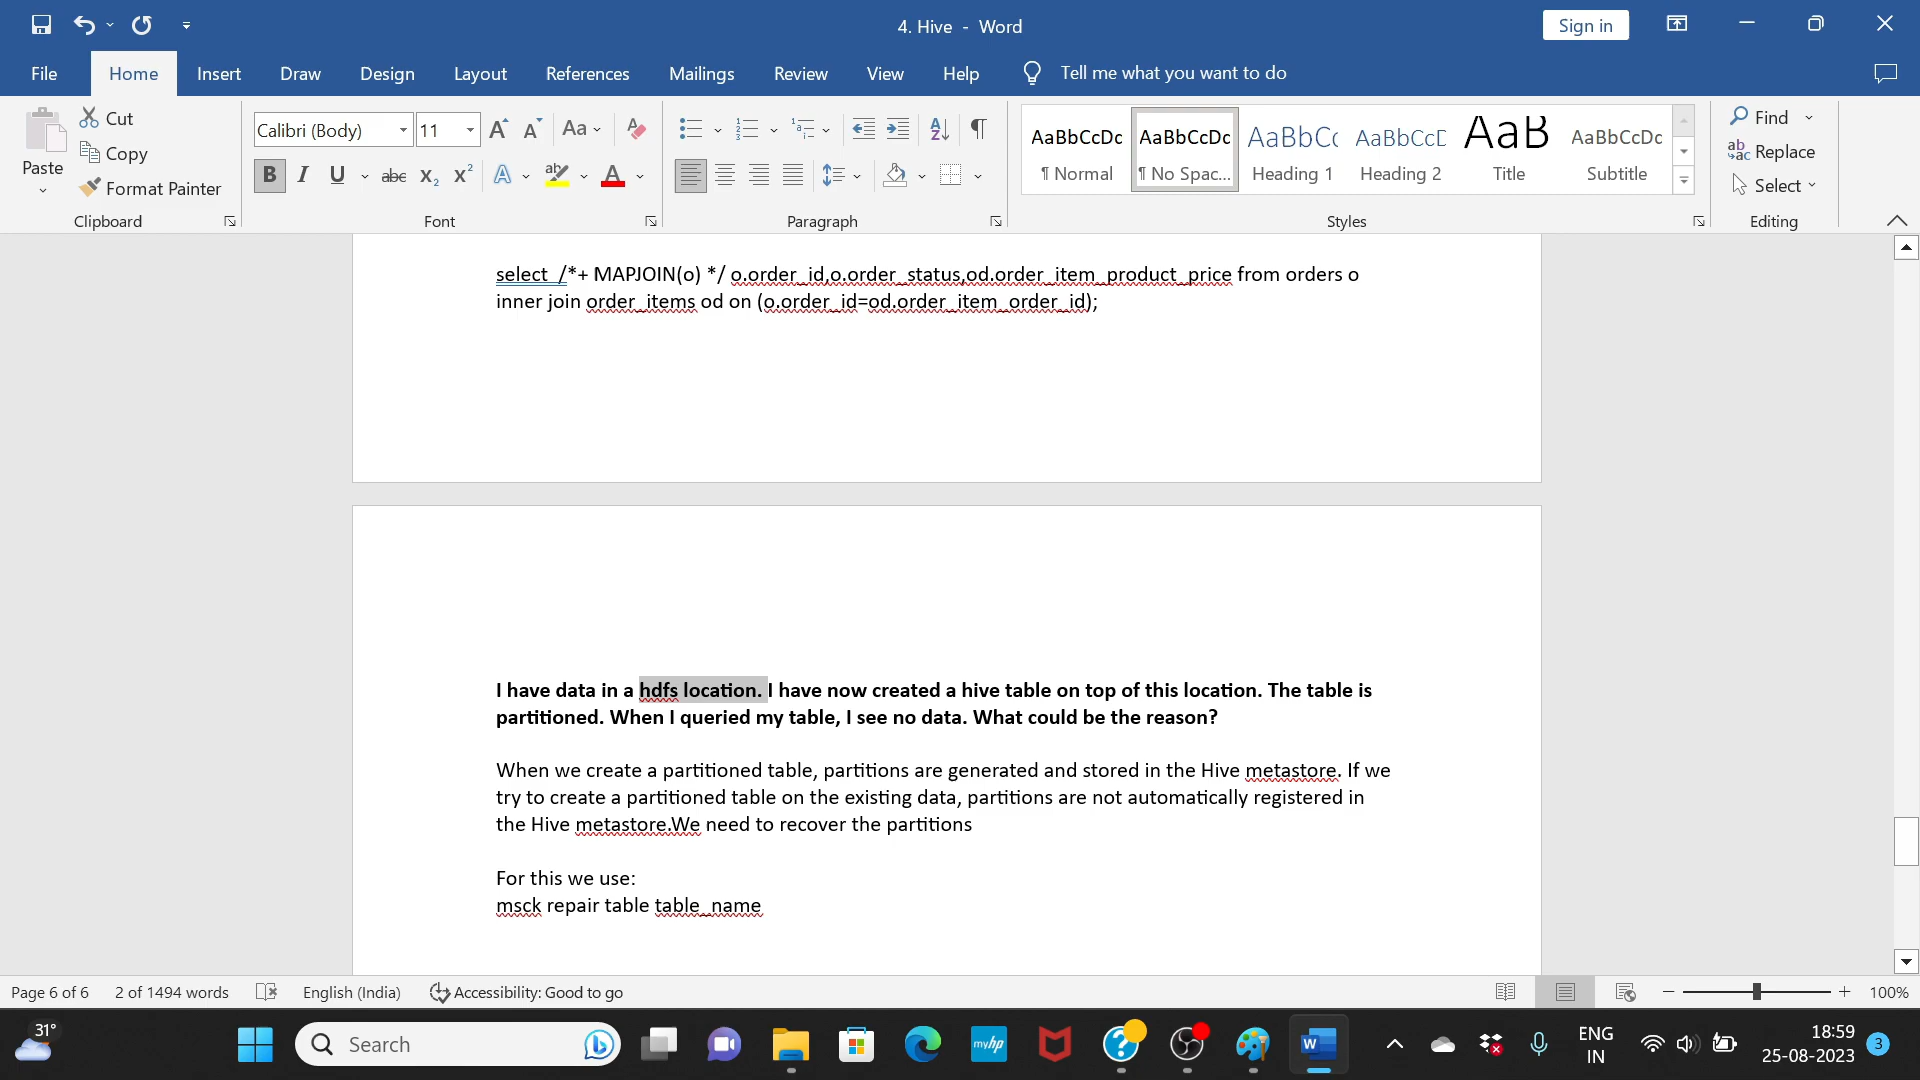 4. Hive - Word
Sign in
File Home Insert Draw Design Layout References Mailings Review View Help Tell me what you want to do
Paste
Cut
Copy
Format Painter
Clipboard
Calibri (Body) 11
Font
Paragraph
AaBbCcDc AaBbCcDc AaBbCc AaBbCcD AaB AaBbCcDc
¶ Normal ¶ No Spac... Heading 1 Heading 2 Title Subtitle
Styles
Find
Replace
Select
Editing
select /*+ MAPJOIN(o) */ o.order_id,o.order_status,od.order_item_product_price from orders o
inner join order_items od on (o.order_id=od.order_item_order_id);
I have data in a hdfs location. I have now created a hive table on top of this location. The table is
partitioned. When I queried my table, I see no data. What could be the reason?
When we create a partitioned table, partitions are generated and stored in the Hive metastore. If we
try to create a partitioned table on the existing data, partitions are not automatically registered in
the Hive metastore.We need to recover the partitions
For this we use:
msck repair table table_name
Page 6 of 6 2 of 1494 words English (India) Accessibility: Good to go 100%
31°
Search
myhp
ENG
IN
18:59
25-08-2023
3